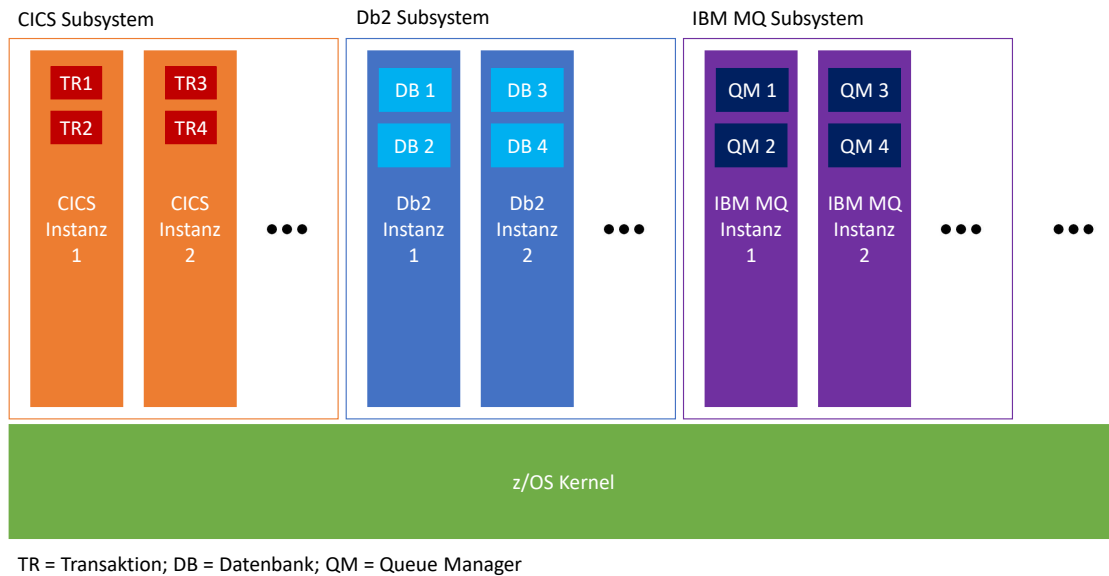 CICS Subsystem
Db2 Subsystem
IBM MQ Subsystem
TR1
TR2
CICS
Instanz
1
TR3
TR4
CICS
Instanz
2
●●●
DB 1
DB 2
Db2
Instanz
1
DB 3
DB 4
Db2
Instanz
2
●●●
QM 1
QM 2
IBM MQ
Instanz
1
QM 3
QM 4
IBM MQ
Instanz
2
●●●
●●●
z/OS Kernel
TR = Transaktion; DB = Datenbank; QM = Queue Manager